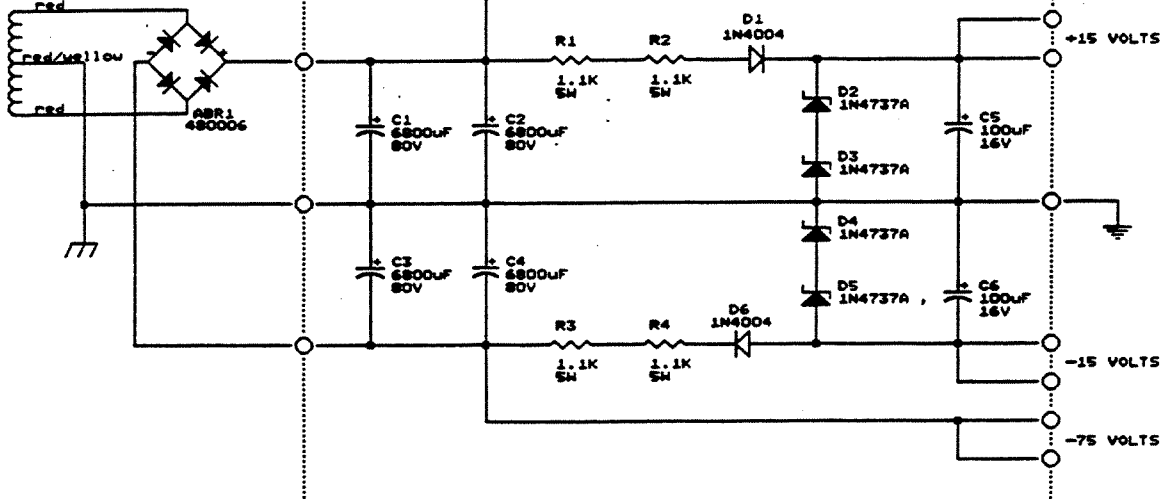 red
red/yellow
red
- +
ABR1
480006
+ C1
6800uF
80V
+ C2
6800uF
80V
+ C3
6800uF
80V
+ C4
6800uF
80V
R1
1.1K
5W
R2
1.1K
5W
D1
1N4004
D2
1N4737A
D3
1N4737A
D4
1N4737A
D5
1N4737A
+ C5
100uF
16V
+ C6
100uF
16V
R3
1.1K
5W
R4
1.1K
5W
D6
1N4004
+15 VOLTS
-15 VOLTS
-75 VOLTS